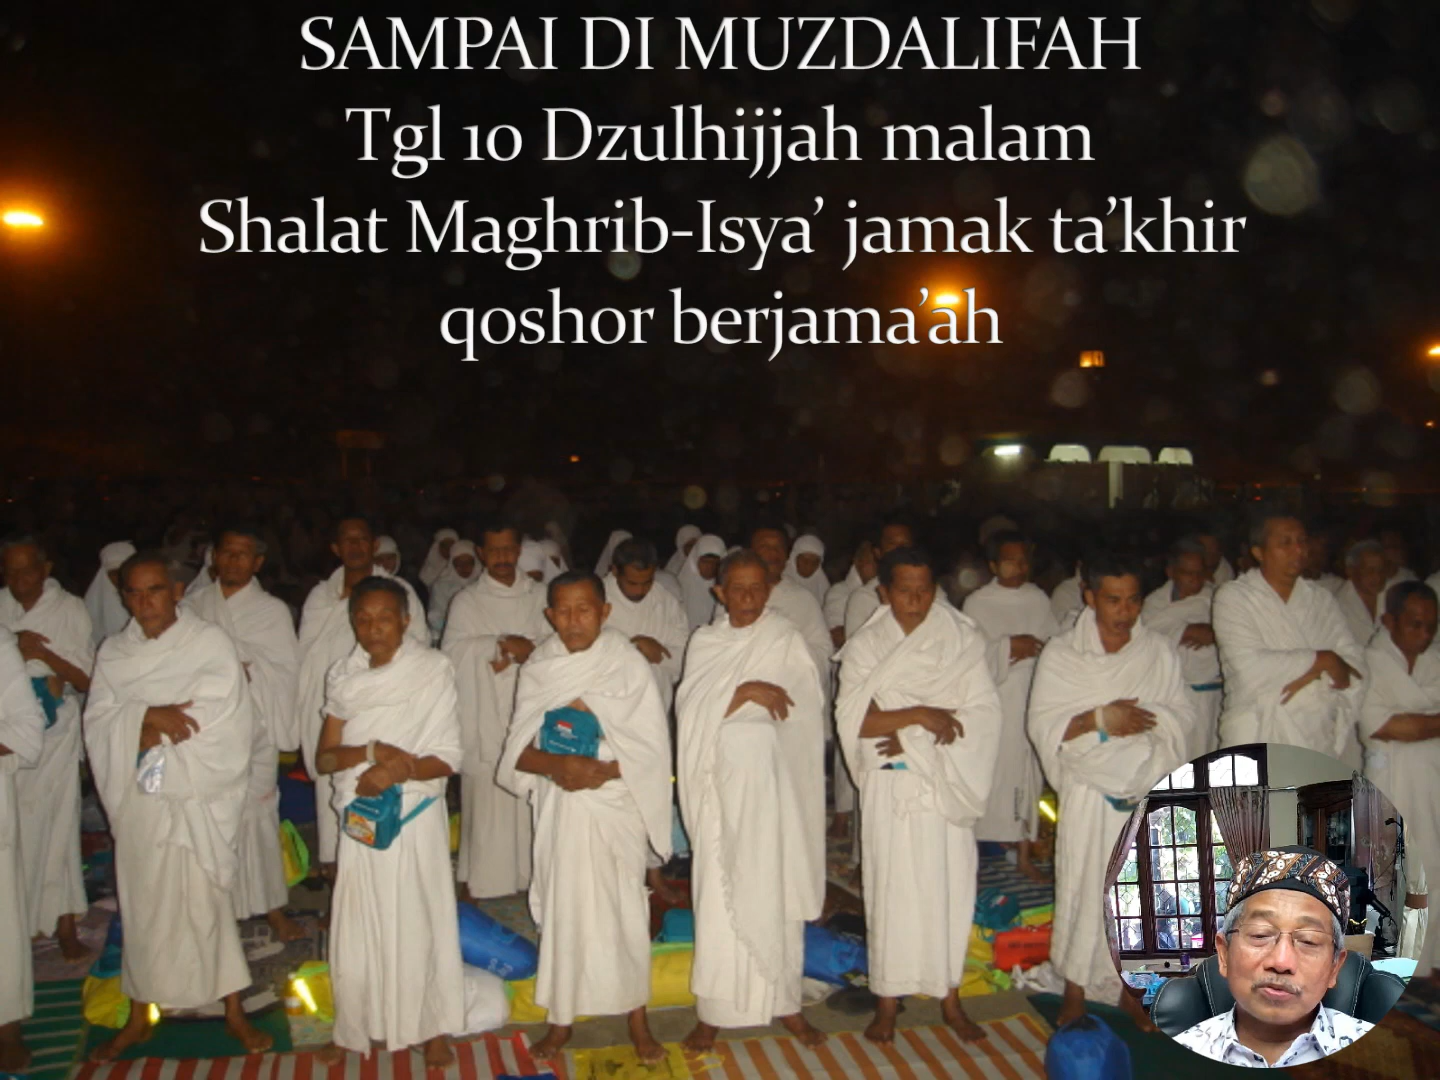 SAMPAI DI MUZDALIFAH
Tgl 10 Dzulhijjah malam
Shalat Maghrib-Isya’ jamak ta’khir
qoshor berjama’ah